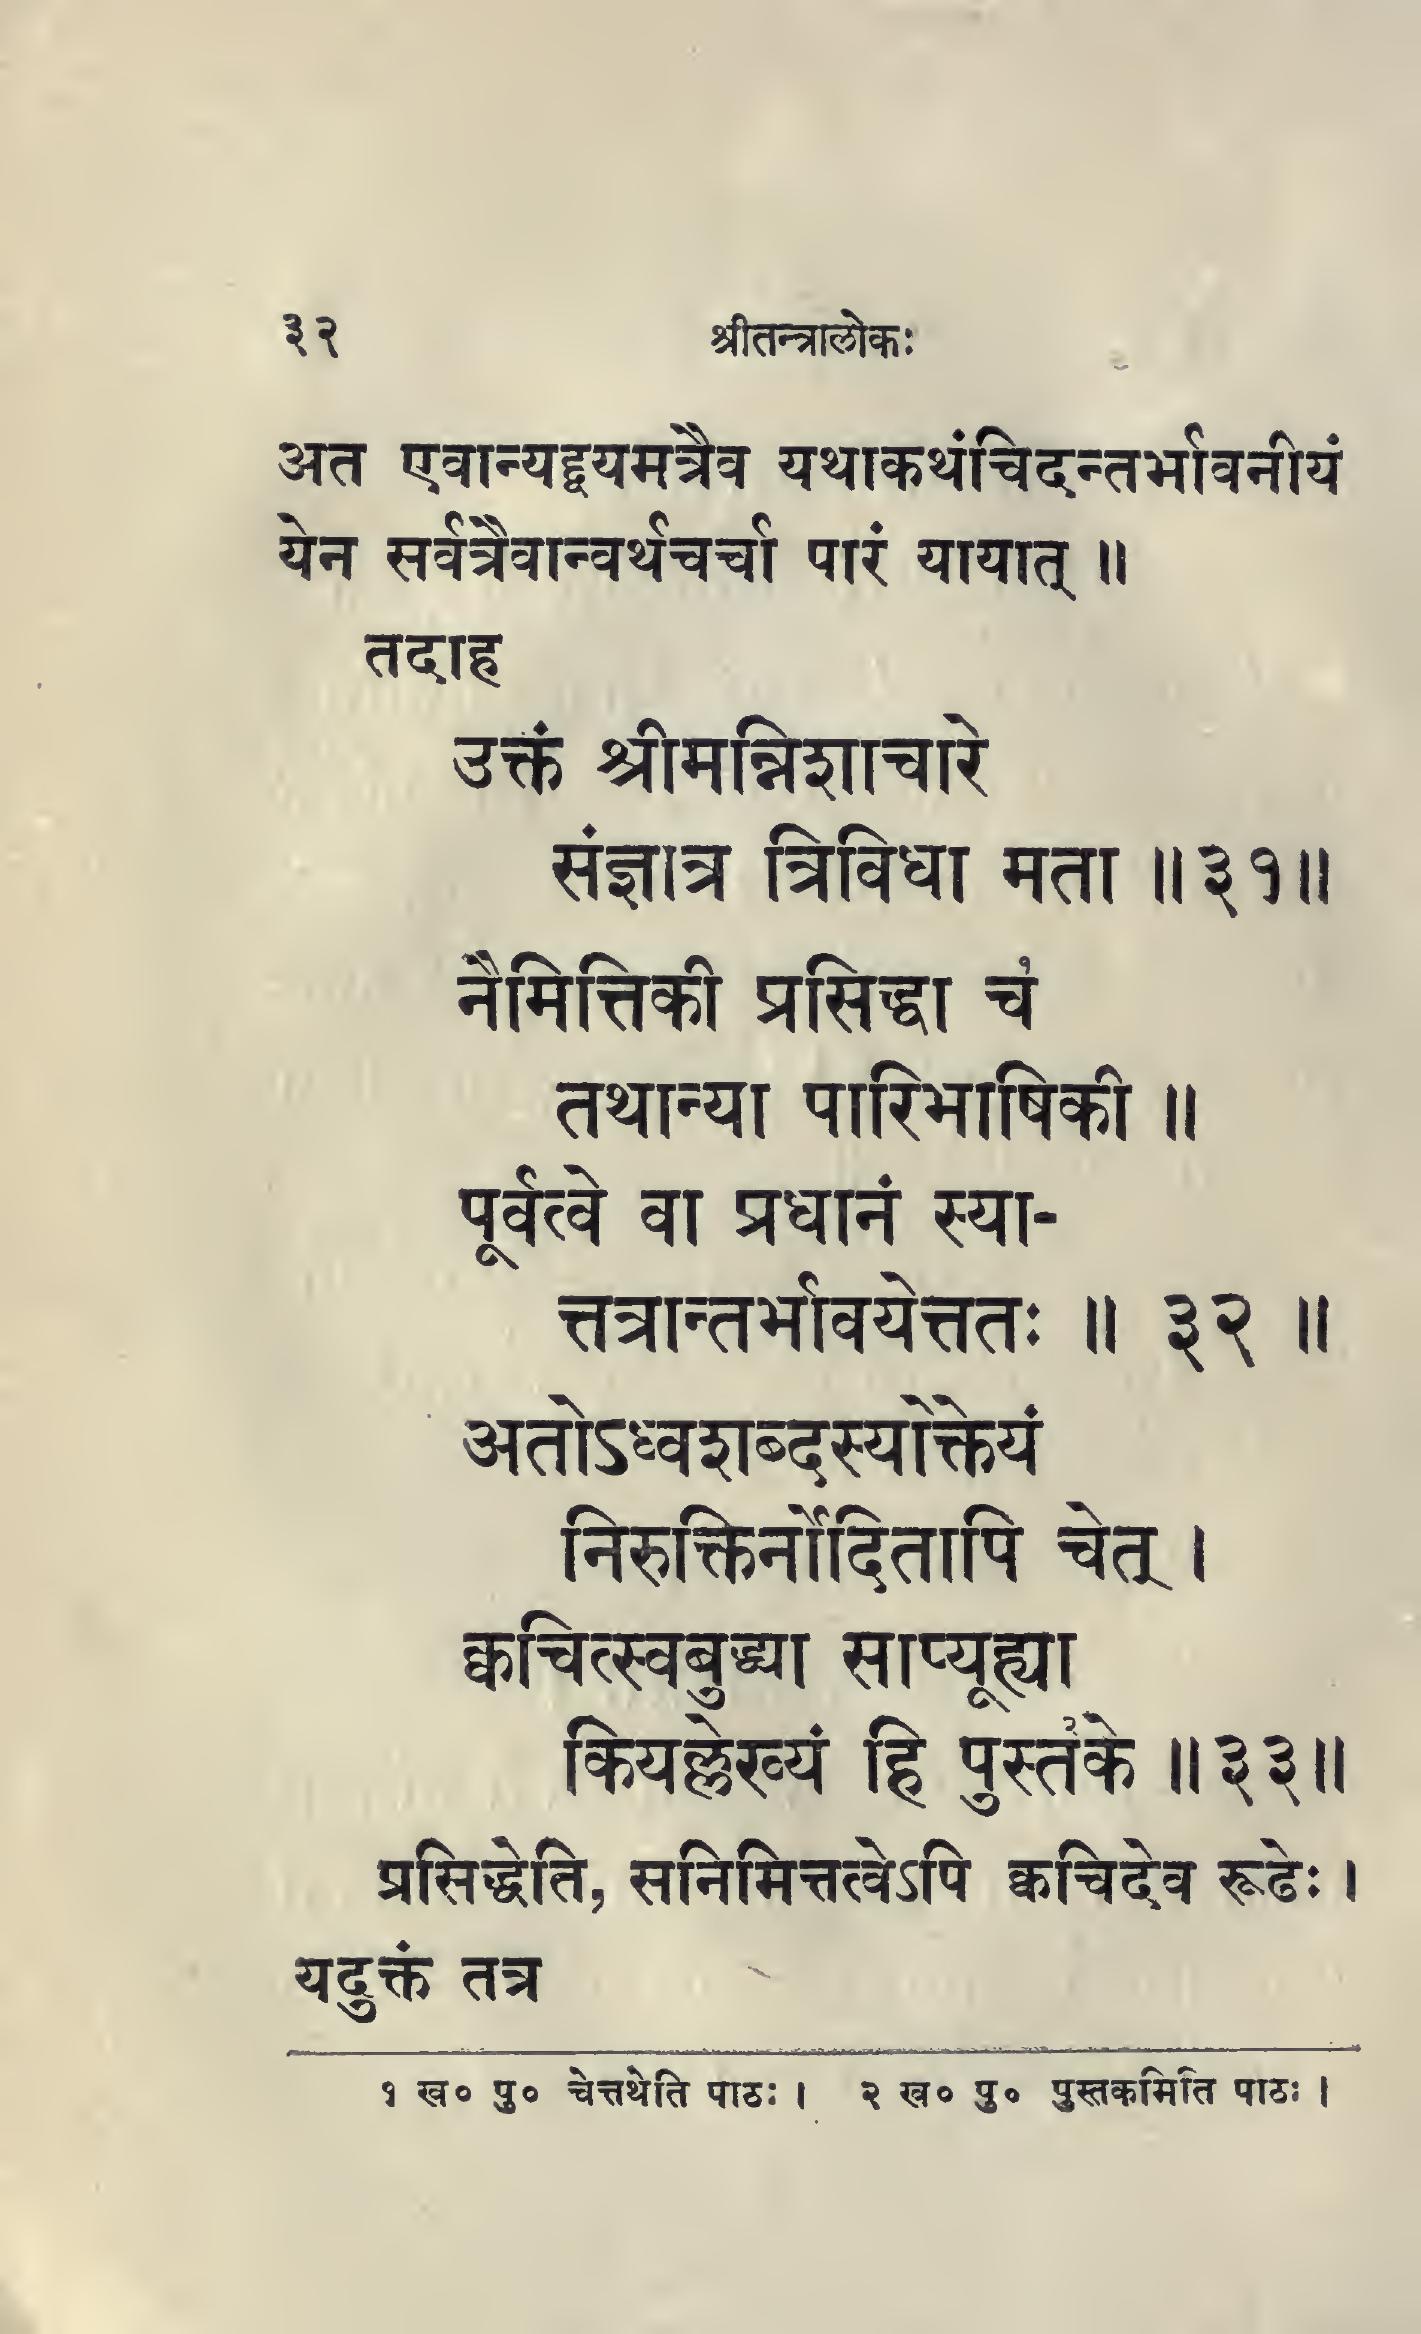 ३२ श्रीतन्त्रालोकः
अत एवान्यद्वयमत्रैव यथाकथंचिदन्तर्भावनीयं
येन सर्वत्रैवान्वर्थचर्चा पारं यायात् ॥
तदाह
उक्तं श्रीमन्निशाचारे
संज्ञात्र त्रिविधा मता ॥३१॥
नैमित्तिकी प्रसिद्धा च१
तथान्या पारिभाषिकी ॥
पूर्वत्वे वा प्रधानं स्या-
त्तत्रान्तर्भावयेत्ततः ॥ ३२ ॥
अतोऽध्वशब्दस्योक्तेयं
निरुक्तिर्नोदितापि चेत् ।
क्वचित्स्वबुद्ध्या साप्यूह्या
कियल्लेख्यं हि पुस्त२के ॥३३॥
प्रसिद्धेति, सनिमित्तत्वेऽपि क्वचिदेव रूढेः ।
यदुक्तं तत्र
१ ख० पु० चेत्तथेति पाठः । २ ख० पु० पुस्तकमिति पाठः ।